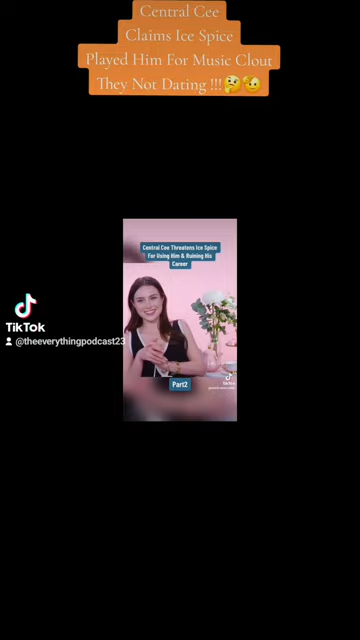 Central Cee
Claims Ice Spice
Played Him For Music Clout
They Not Dating !!!🤔🫡
Central Cee Threatens Ice Spice
For Using Him & Ruining His
Career
TikTok
@theeverythingpodcast23
Part2
TikTok